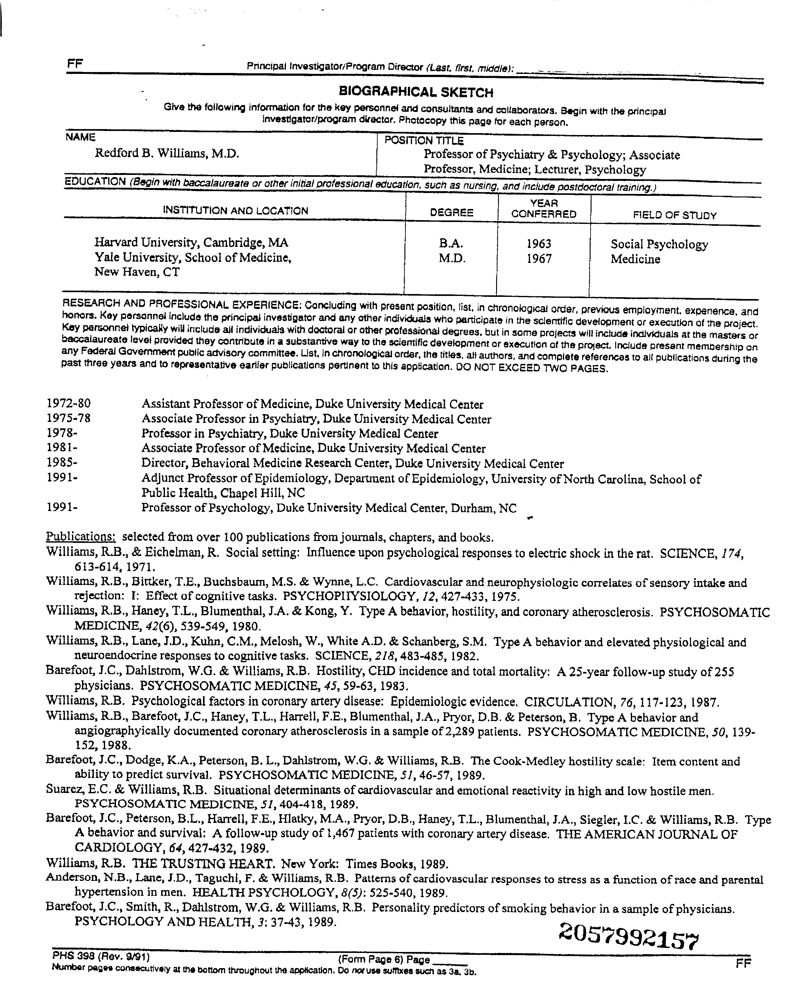 FF
Principal Investigator/Program Director (Last, first, middle):
BIOGRAPHICAL SKETCH
Give the following information for the key personnel and consultants and collaborators. Begin with the principal
investigator/program director. Photocopy this page for each person.
NAME
POSITION TITLE
Redford B. Williams, M.D.
Professor of Psychiatry & Psychology; Associate
Professor, Medicine; Lecturer, Psychology
EDUCATION (Begin with baccalaureate or other initial professional education, such as nursing, and include postdoctoral training.)
INSTITUTION AND LOCATION
DEGREE
YEAR
CONFERRED
FIELD OF STUDY
Harvard University, Cambridge, MA B.A. 1963 Social Psychology
Yale University, School of Medicine, M.D. 1967 Medicine
New Haven, CT
RESEARCH AND PROFESSIONAL EXPERIENCE: Concluding with present position, list, in chronological order, previous employment, experience, and
honors. Key personnel include the principal investigator and any other individuals who participate in the scientific development or execution of the project.
Key personnel typically will include all individuals with doctoral or other professional degrees, but in some projects will include individuals at the masters or
baccalaureate level provided they contribute in a substantive way to the scientific development or execution of the project. Include present membership on
any Federal Government public advisory committee. List, in chronological order, the titles, all authors, and complete references to all publications during the
past three years and to representative earlier publications pertinent to this application. DO NOT EXCEED TWO PAGES.
1972-80 Assistant Professor of Medicine, Duke University Medical Center
1975-78 Associate Professor in Psychiatry, Duke University Medical Center
1978- Professor in Psychiatry, Duke University Medical Center
1981- Associate Professor of Medicine, Duke University Medical Center
1985- Director, Behavioral Medicine Research Center, Duke University Medical Center
1991- Adjunct Professor of Epidemiology, Department of Epidemiology, University of North Carolina, School of
Public Health, Chapel Hill, NC
1991- Professor of Psychology, Duke University Medical Center, Durham, NC
Publications: selected from over 100 publications from journals, chapters, and books.
Williams, R.B., & Eichelman, R. Social setting: Influence upon psychological responses to electric shock in the rat. SCIENCE, 174,
613-614, 1971.
Williams, R.B., Bittker, T.E., Buchsbaum, M.S. & Wynne, L.C. Cardiovascular and neurophysiologic correlates of sensory intake and
rejection: I: Effect of cognitive tasks. PSYCHOPHYSIOLOGY, 12, 427-433, 1975.
Williams, R.B., Haney, T.L., Blumenthal, J.A. & Kong, Y. Type A behavior, hostility, and coronary atherosclerosis. PSYCHOSOMATIC
MEDICINE, 42(6), 539-549, 1980.
Williams, R.B., Lane, J.D., Kuhn, C.M., Melosh, W., White A.D. & Schanberg, S.M. Type A behavior and elevated physiological and
neuroendocrine responses to cognitive tasks. SCIENCE, 218, 483-485, 1982.
Barefoot, J.C., Dahlstrom, W.G. & Williams, R.B. Hostility, CHD incidence and total mortality: A 25-year follow-up study of 255
physicians. PSYCHOSOMATIC MEDICINE, 45, 59-63, 1983.
Williams, R.B. Psychological factors in coronary artery disease: Epidemiologic evidence. CIRCULATION, 76, 117-123, 1987.
Williams, R.B., Barefoot, J.C., Haney, T.L., Harrell, F.E., Blumenthal, J.A., Pryor, D.B. & Peterson, B. Type A behavior and
angiographyically documented coronary atherosclerosis in a sample of 2,289 patients. PSYCHOSOMATIC MEDICINE, 50, 139-
152, 1988.
Barefoot, J.C., Dodge, K.A., Peterson, B. L., Dahlstrom, W.G. & Williams, R.B. The Cook-Medley hostility scale: Item content and
ability to predict survival. PSYCHOSOMATIC MEDICINE, 51, 46-57, 1989.
Suarez, E.C. & Williams, R.B. Situational determinants of cardiovascular and emotional reactivity in high and low hostile men.
PSYCHOSOMATIC MEDICINE, 51, 404-418, 1989.
Barefoot, J.C., Peterson, B.L., Harrell, F.E., Hlatky, M.A., Pryor, D.B., Haney, T.L., Blumenthal, J.A., Siegler, I.C. & Williams, R.B. Type
A behavior and survival: A follow-up study of 1,467 patients with coronary artery disease. THE AMERICAN JOURNAL OF
CARDIOLOGY, 64, 427-432, 1989.
Williams, R.B. THE TRUSTING HEART. New York: Times Books, 1989.
Anderson, N.B., Lane, J.D., Taguchi, F. & Williams, R.B. Patterns of cardiovascular responses to stress as a function of race and parental
hypertension in men. HEALTH PSYCHOLOGY, 8(5): 525-540, 1989.
Barefoot, J.C., Smith, R., Dahlstrom, W.G. & Williams, R.B. Personality predictors of smoking behavior in a sample of physicians.
PSYCHOLOGY AND HEALTH, 3: 37-43, 1989.
2057992157
PHS 398 (Rev. 9/91)
(Form Page 6) Page
FF
Number pages consecutively at the bottom throughout the application. Do not use suffixes such as 3a, 3b.